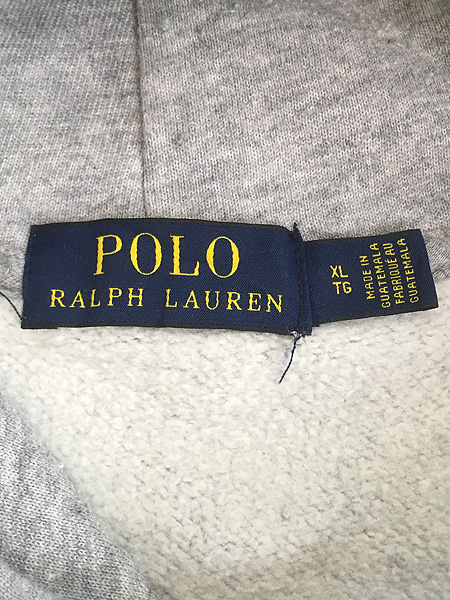 POLO
RALPH LAUREN
XL
TG
MADE IN
GUATEMALA
FABRIQUÉ AU
GUATEMALA